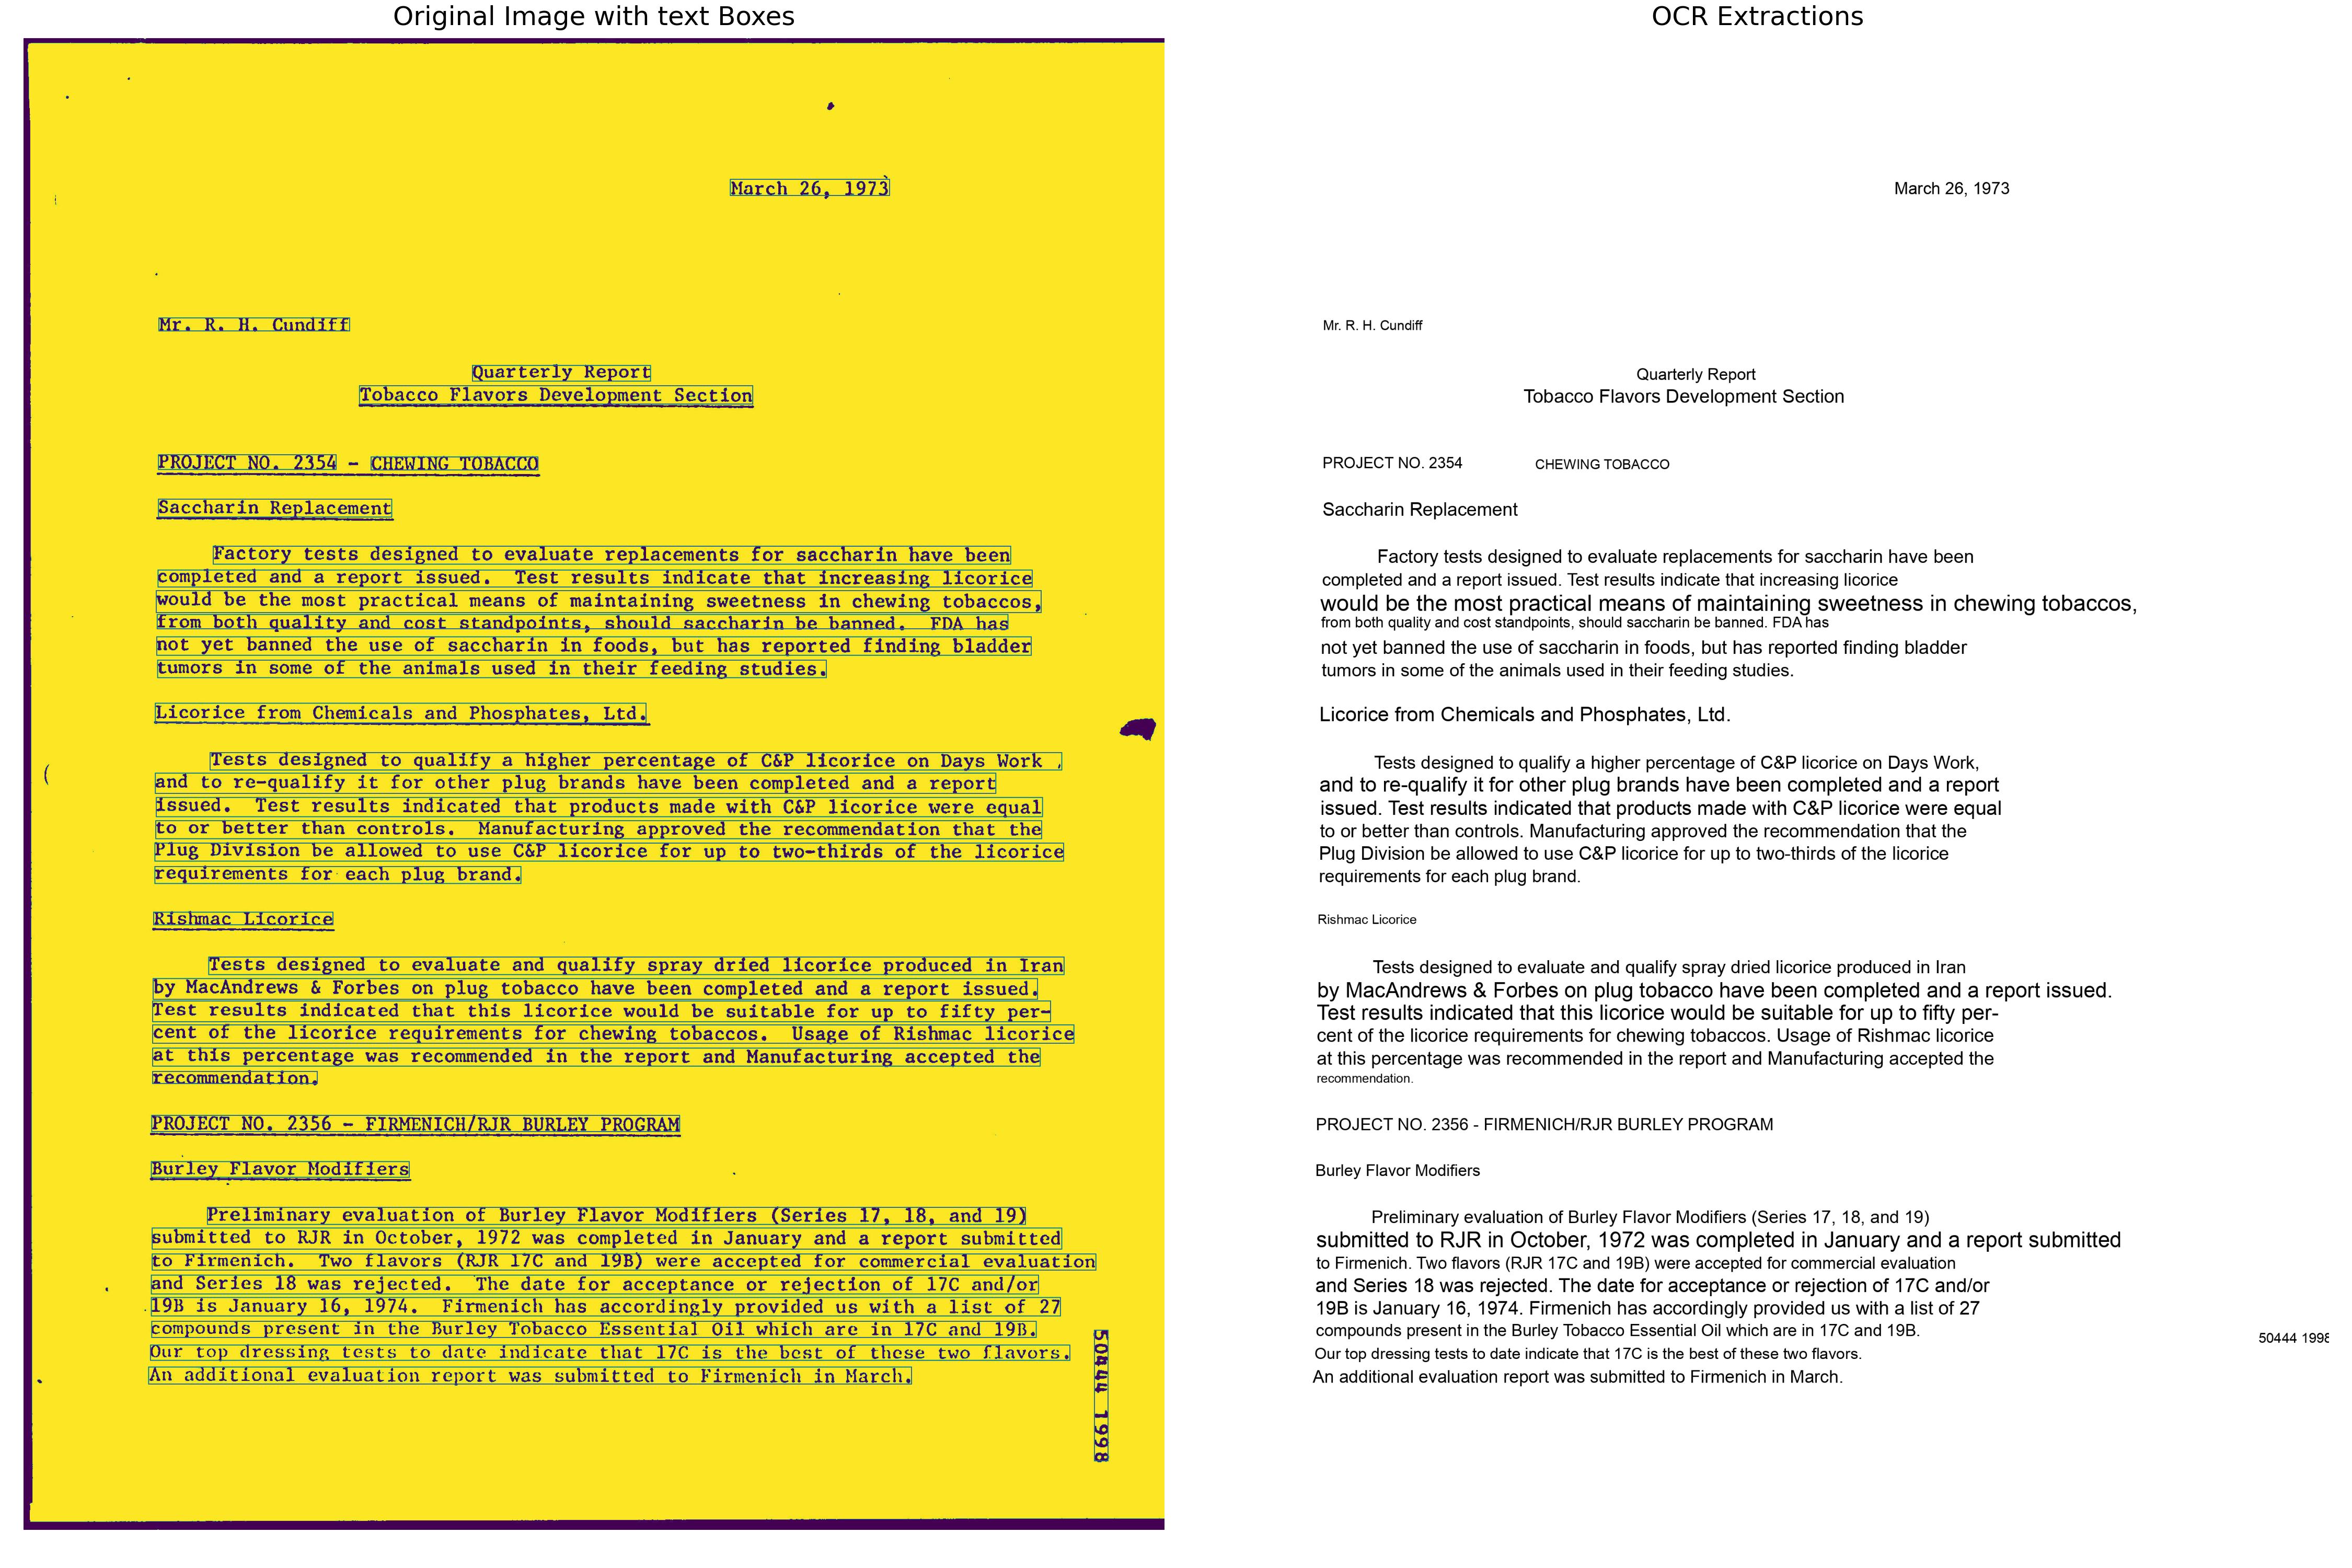 Original Image with text Boxes
March 26, 1973
Mr. R. H. Cundiff
Quarterly Report
Tobacco Flavors Development Section
PROJECT NO. 2354 - CHEWING TOBACCO
Saccharin Replacement
Factory tests designed to evaluate replacements for saccharin have been
completed and a report issued. Test results indicate that increasing licorice
would be the most practical means of maintaining sweetness in chewing tobaccos,
from both quality and cost standpoints, should saccharin be banned. FDA has
not yet banned the use of saccharin in foods, but has reported finding bladder
tumors in some of the animals used in their feeding studies.
Licorice from Chemicals and Phosphates, Ltd.
Tests designed to qualify a higher percentage of C&P licorice on Days Work ,
and to re-qualify it for other plug brands have been completed and a report
issued. Test results indicated that products made with C&P licorice were equal
to or better than controls. Manufacturing approved the recommendation that the
Plug Division be allowed to use C&P licorice for up to two-thirds of the licorice
requirements for each plug brand.
Rishmac Licorice
Tests designed to evaluate and qualify spray dried licorice produced in Iran
by MacAndrews & Forbes on plug tobacco have been completed and a report issued.
Test results indicated that this licorice would be suitable for up to fifty per-
cent of the licorice requirements for chewing tobaccos. Usage of Rishmac licorice
at this percentage was recommended in the report and Manufacturing accepted the
recommendation.
PROJECT NO. 2356 - FIRMENICH/RJR BURLEY PROGRAM
Burley Flavor Modifiers
Preliminary evaluation of Burley Flavor Modifiers (Series 17, 18, and 19)
submitted to RJR in October, 1972 was completed in January and a report submitted
to Firmenich. Two flavors (RJR 17C and 19B) were accepted for commercial evaluation
and Series 18 was rejected. The date for acceptance or rejection of 17C and/or
19B is January 16, 1974. Firmenich has accordingly provided us with a list of 27
compounds present in the Burley Tobacco Essential Oil which are in 17C and 19B.
Our top dressing tests to date indicate that 17C is the best of these two flavors.
An additional evaluation report was submitted to Firmenich in March.
50444 1998
OCR Extractions
March 26, 1973
Mr. R. H. Cundiff
Quarterly Report
Tobacco Flavors Development Section
PROJECT NO. 2354 CHEWING TOBACCO
Saccharin Replacement
Factory tests designed to evaluate replacements for saccharin have been
completed and a report issued. Test results indicate that increasing licorice
would be the most practical means of maintaining sweetness in chewing tobaccos,
from both quality and cost standpoints, should saccharin be banned. FDA has
not yet banned the use of saccharin in foods, but has reported finding bladder
tumors in some of the animals used in their feeding studies.
Licorice from Chemicals and Phosphates, Ltd.
Tests designed to qualify a higher percentage of C&P licorice on Days Work,
and to re-qualify it for other plug brands have been completed and a report
issued. Test results indicated that products made with C&P licorice were equal
to or better than controls. Manufacturing approved the recommendation that the
Plug Division be allowed to use C&P licorice for up to two-thirds of the licorice
requirements for each plug brand.
Rishmac Licorice
Tests designed to evaluate and qualify spray dried licorice produced in Iran
by MacAndrews & Forbes on plug tobacco have been completed and a report issued.
Test results indicated that this licorice would be suitable for up to fifty per-
cent of the licorice requirements for chewing tobaccos. Usage of Rishmac licorice
at this percentage was recommended in the report and Manufacturing accepted the
recommendation.
PROJECT NO. 2356 - FIRMENICH/RJR BURLEY PROGRAM
Burley Flavor Modifiers
Preliminary evaluation of Burley Flavor Modifiers (Series 17, 18, and 19)
submitted to RJR in October, 1972 was completed in January and a report submitted
to Firmenich. Two flavors (RJR 17C and 19B) were accepted for commercial evaluation
and Series 18 was rejected. The date for acceptance or rejection of 17C and/or
19B is January 16, 1974. Firmenich has accordingly provided us with a list of 27
compounds present in the Burley Tobacco Essential Oil which are in 17C and 19B.
Our top dressing tests to date indicate that 17C is the best of these two flavors.
An additional evaluation report was submitted to Firmenich in March.
50444 1998